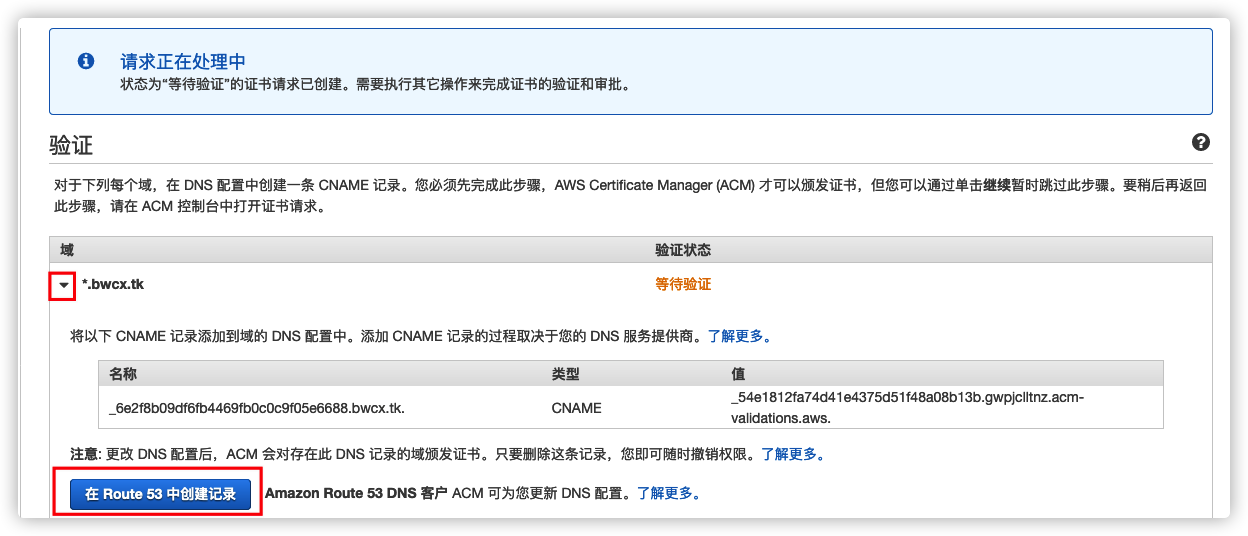 请求正在处理中
状态为“等待验证”的证书请求已创建。需要执行其它操作来完成证书的验证和审批。
验证
对于下列每个域，在 DNS 配置中创建一条 CNAME 记录。您必须先完成此步骤，AWS Certificate Manager (ACM) 才可以颁发证书，但您可以通过单击继续暂时跳过此步骤。要稍后再返回
此步骤，请在 ACM 控制台中打开证书请求。
域 验证状态
*.bwcx.tk 等待验证
将以下 CNAME 记录添加到域的 DNS 配置中。添加 CNAME 记录的过程取决于您的 DNS 服务提供商。了解更多。
名称 类型 值
_6e2f8b09df6fb4469fb0c0c9f05e6688.bwcx.tk. CNAME _54e1812fa74d41e4375d51f48a08b13b.gwpjclltnz.acm-
validations.aws.
注意: 更改 DNS 配置后，ACM 会对存在此 DNS 记录的域颁发证书。只要删除这条记录，您即可随时撤销权限。了解更多。
在 Route 53 中创建记录 Amazon Route 53 DNS 客户 ACM 可为您更新 DNS 配置。了解更多。